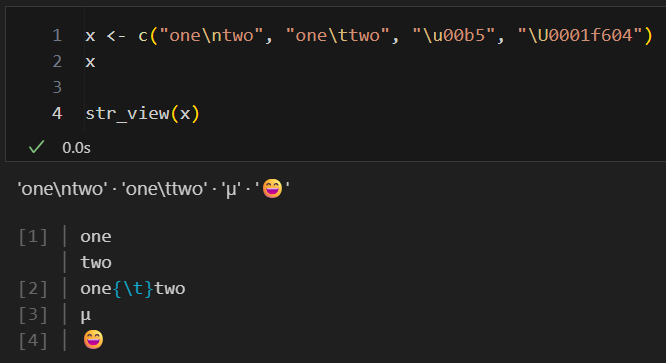 1 x <- c("one\ntwo", "one\ttwo", "\u00b5", "\U0001f604")
2 x
3
4 str_view(x)
✓ 0.0s
'one\ntwo' · 'one\ttwo' · 'µ' · '😄'
[1] │ one
│ two
[2] │ one{\t}two
[3] │ µ
[4] │ 😄